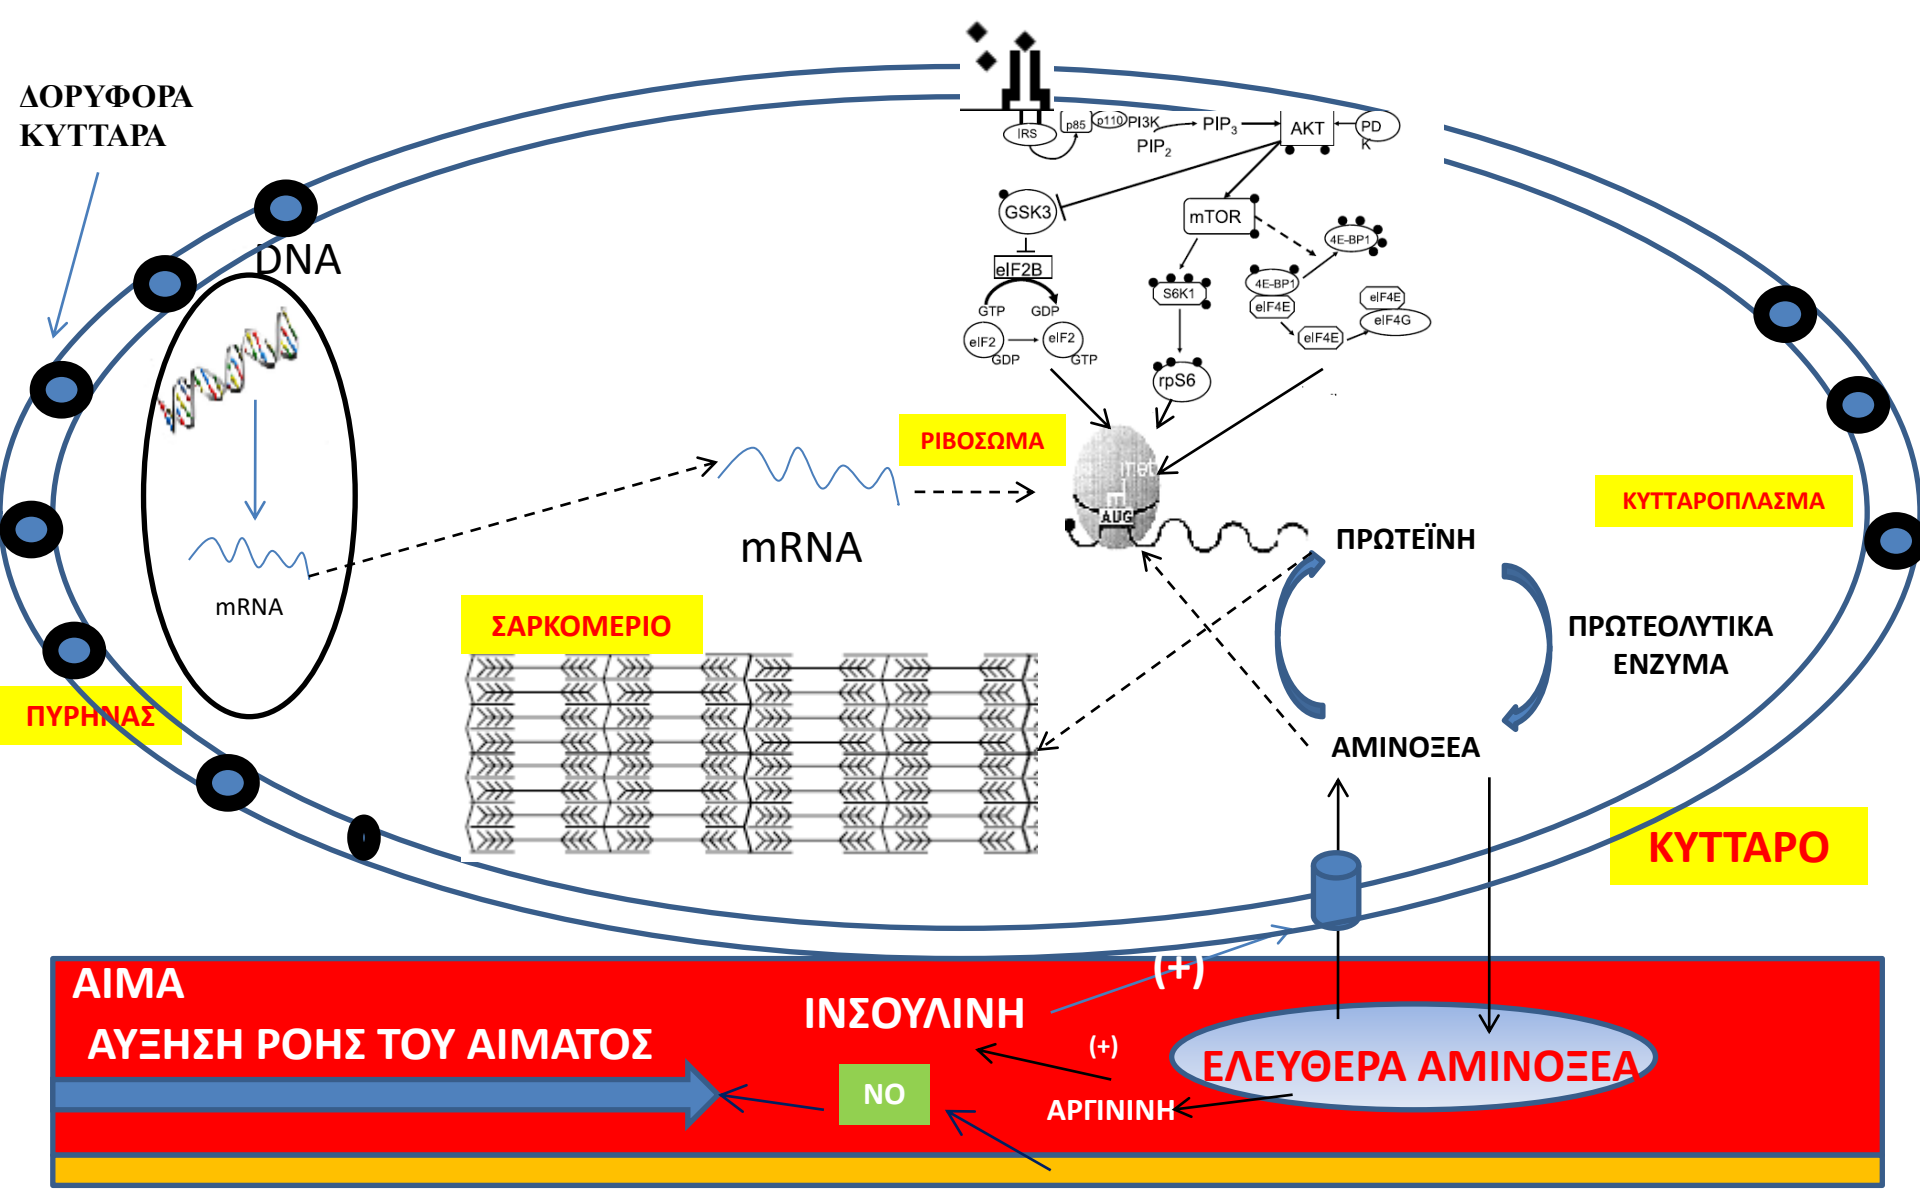 ΔΟΡΥΦΟΡΑ
ΚΥΤΤΑΡΑ
DNA
mRNA
ΠΥΡΗΝΑΣ
IRS
p85
p110
PI3K
PIP2
PIP3
AKT
PD
K
GSK3
mTOR
4E-BP1
eIF2B
S6K1
4E-BP1
eIF4E
eIF4E
eIF4G
GTP
GDP
eIF2
GDP
eIF2
GTP
eIF4E
rpS6
ΡΙΒΟΣΩΜΑ
mRNA
met
AUG
ΚΥΤΤΑΡΟΠΛΑΣΜΑ
ΠΡΩΤΕΪΝΗ
ΣΑΡΚΟΜΕΡΙΟ
ΠΡΩΤΕΟΛΥΤΙΚΑ
ΕΝΖΥΜΑ
ΑΜΙΝΟΞΕΑ
ΚΥΤΤΑΡΟ
ΑΙΜΑ
ΑΥΞΗΣΗ ΡΟΗΣ ΤΟΥ ΑΙΜΑΤΟΣ
ΙΝΣΟΥΛΙΝΗ
(+)
(+)
ΕΛΕΥΘΕΡΑ ΑΜΙΝΟΞΕΑ
NO
ΑΡΓΙΝΙΝΗ